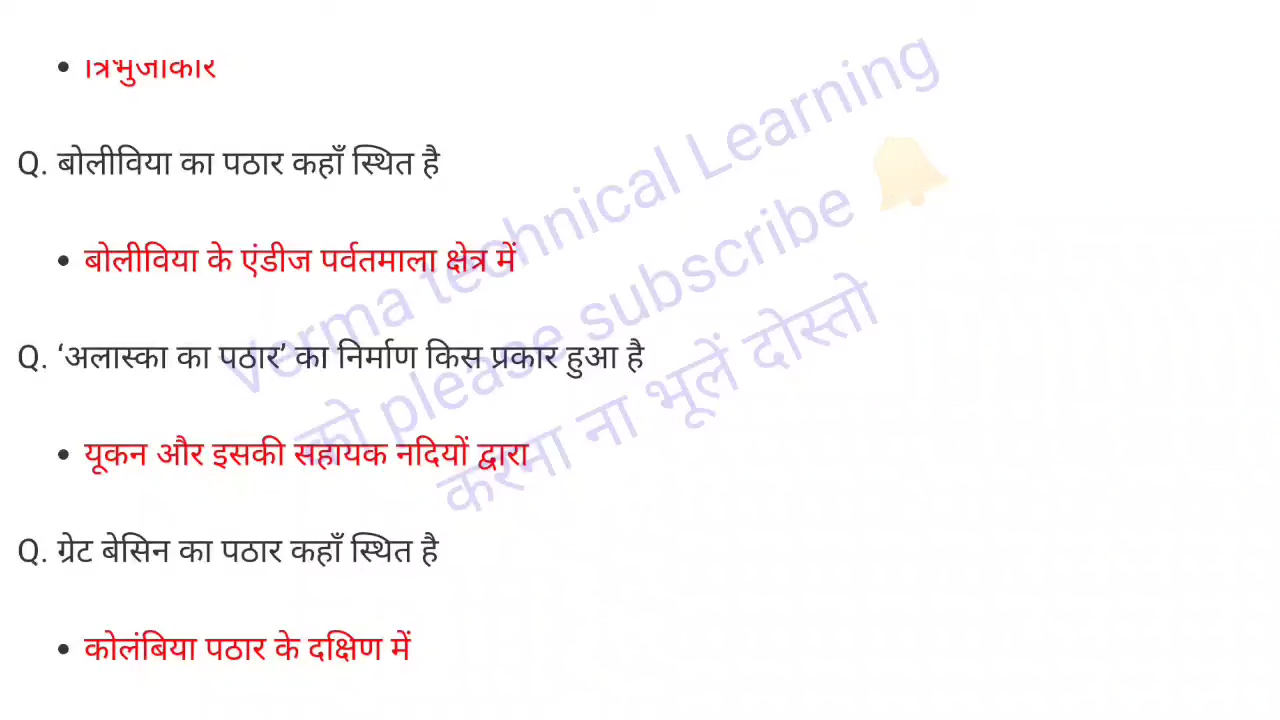 त्रिभुजाकार
Q. बोलीविया का पठार कहाँ स्थित है
बोलीविया के एंडीज पर्वतमाला क्षेत्र में
Q. ‘अलास्का का पठार’ का निर्माण किस प्रकार हुआ है
यूकन और इसकी सहायक नदियों द्वारा
Q. ग्रेट बेसिन का पठार कहाँ स्थित है
कोलंबिया पठार के दक्षिण में
Verma technical Learning
को please subscribe 🔔
करना ना भूलें दोस्तो